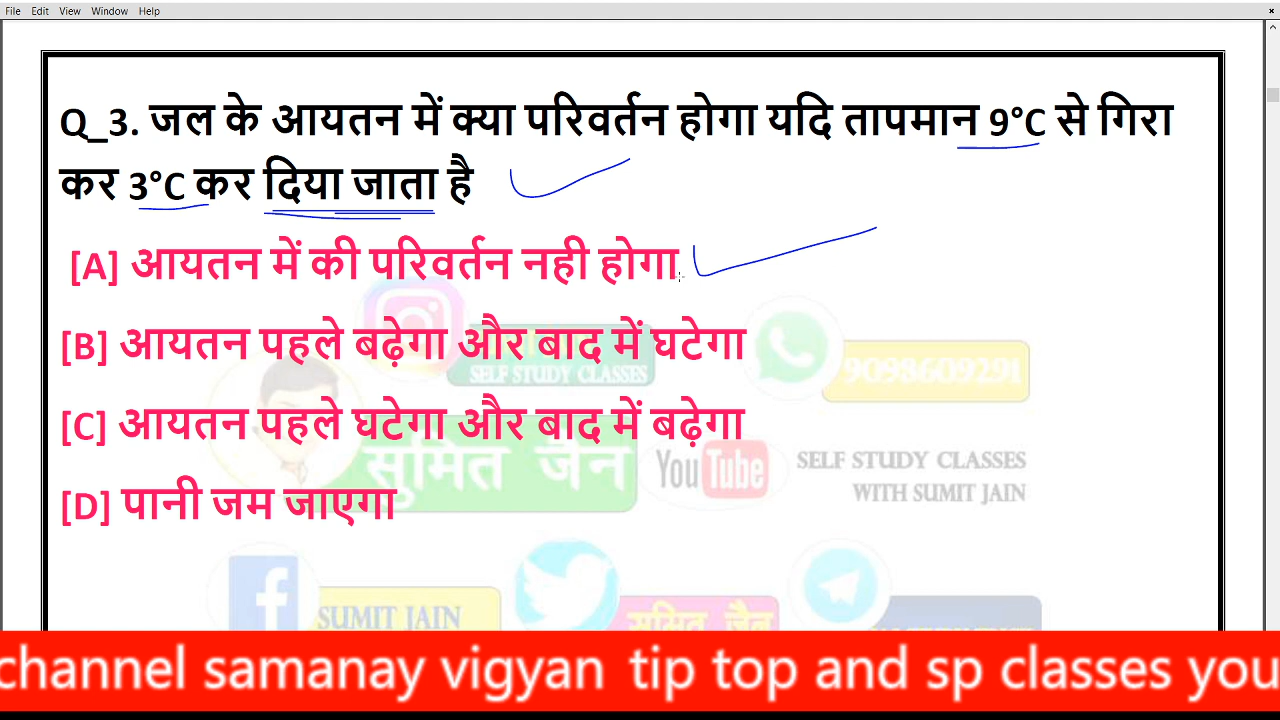 File Edit View Window Help
Q_3. जल के आयतन में क्या परिवर्तन होगा यदि तापमान 9°C से गिरा
कर 3°C कर दिया जाता है
[A] आयतन में की परिवर्तन नही होगा
[B] आयतन पहले बढ़ेगा और बाद में घटेगा
SELF STUDY CLASSES
9098609291
[C] आयतन पहले घटेगा और बाद में बढ़ेगा
सुमित जैन
YouTube
SELF STUDY CLASSES
WITH SUMIT JAIN
[D] पानी जम जाएगा
SUMIT JAIN
सुमित जैन
channel samanay vigyan tip top and sp classes you